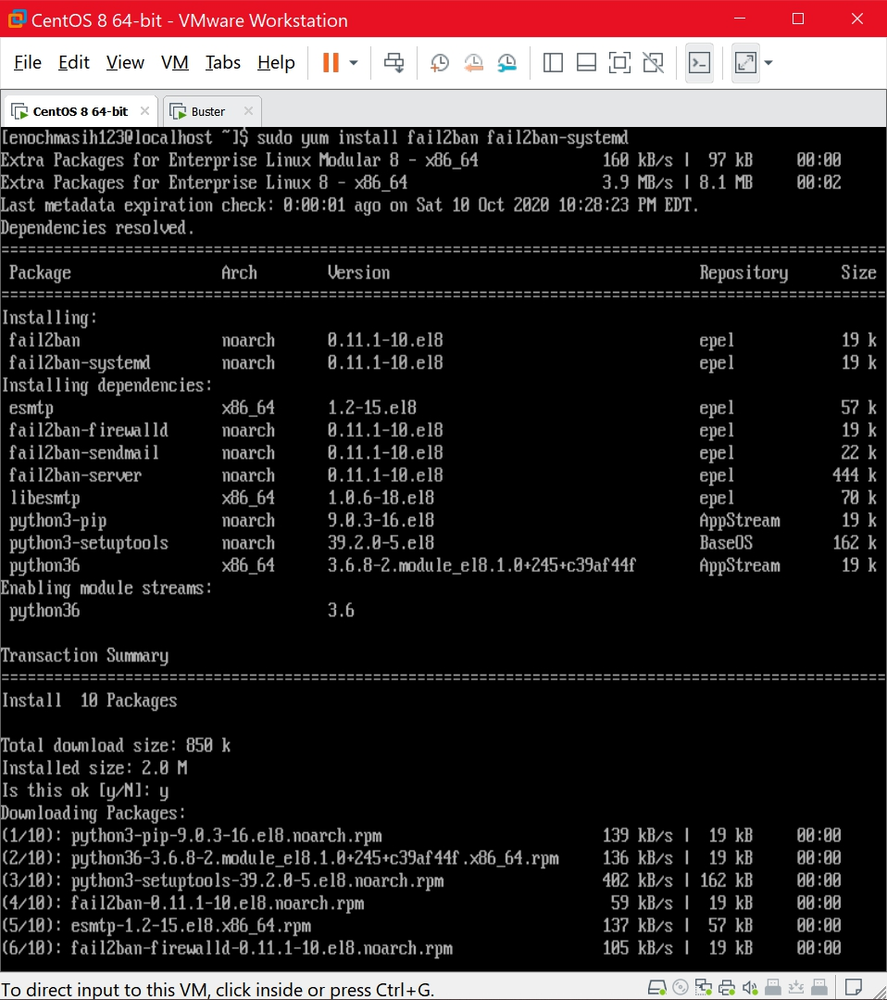 CentOS 8 64-bit - VMware Workstation
File Edit View VM Tabs Help
CentOS 8 64-bit Buster
[enochmasih123@localhost ~]$ sudo yum install fail2ban fail2ban-systemd
Extra Packages for Enterprise Linux Modular 8 - x86_64 160 kB/s | 97 kB 00:00
Extra Packages for Enterprise Linux 8 - x86_64 3.9 MB/s | 8.1 MB 00:02
Last metadata expiration check: 0:00:01 ago on Sat 10 Oct 2020 10:28:23 PM EDT.
Dependencies resolved.
================================================================================
Package Arch Version Repository Size
================================================================================
Installing:
fail2ban noarch 0.11.1-10.el8 epel 19 k
fail2ban-systemd noarch 0.11.1-10.el8 epel 19 k
Installing dependencies:
esmtp x86_64 1.2-15.el8 epel 57 k
fail2ban-firewalld noarch 0.11.1-10.el8 epel 19 k
fail2ban-sendmail noarch 0.11.1-10.el8 epel 22 k
fail2ban-server noarch 0.11.1-10.el8 epel 444 k
libesmtp x86_64 1.0.6-18.el8 epel 70 k
python3-pip noarch 9.0.3-16.el8 AppStream 19 k
python3-setuptools noarch 39.2.0-5.el8 BaseOS 162 k
python36 x86_64 3.6.8-2.module_el8.1.0+245+c39af44f AppStream 19 k
Enabling module streams:
python36 3.6
Transaction Summary
================================================================================
Install 10 Packages
Total download size: 850 k
Installed size: 2.0 M
Is this ok [y/N]: y
Downloading Packages:
(1/10): python3-pip-9.0.3-16.el8.noarch.rpm 139 kB/s | 19 kB 00:00
(2/10): python36-3.6.8-2.module_el8.1.0+245+c39af44f.x86_64.rpm 136 kB/s | 19 kB 00:00
(3/10): python3-setuptools-39.2.0-5.el8.noarch.rpm 402 kB/s | 162 kB 00:00
(4/10): fail2ban-0.11.1-10.el8.noarch.rpm 59 kB/s | 19 kB 00:00
(5/10): esmtp-1.2-15.el8.x86_64.rpm 137 kB/s | 57 kB 00:00
(6/10): fail2ban-firewalld-0.11.1-10.el8.noarch.rpm 105 kB/s | 19 kB 00:00
To direct input to this VM, click inside or press Ctrl+G.